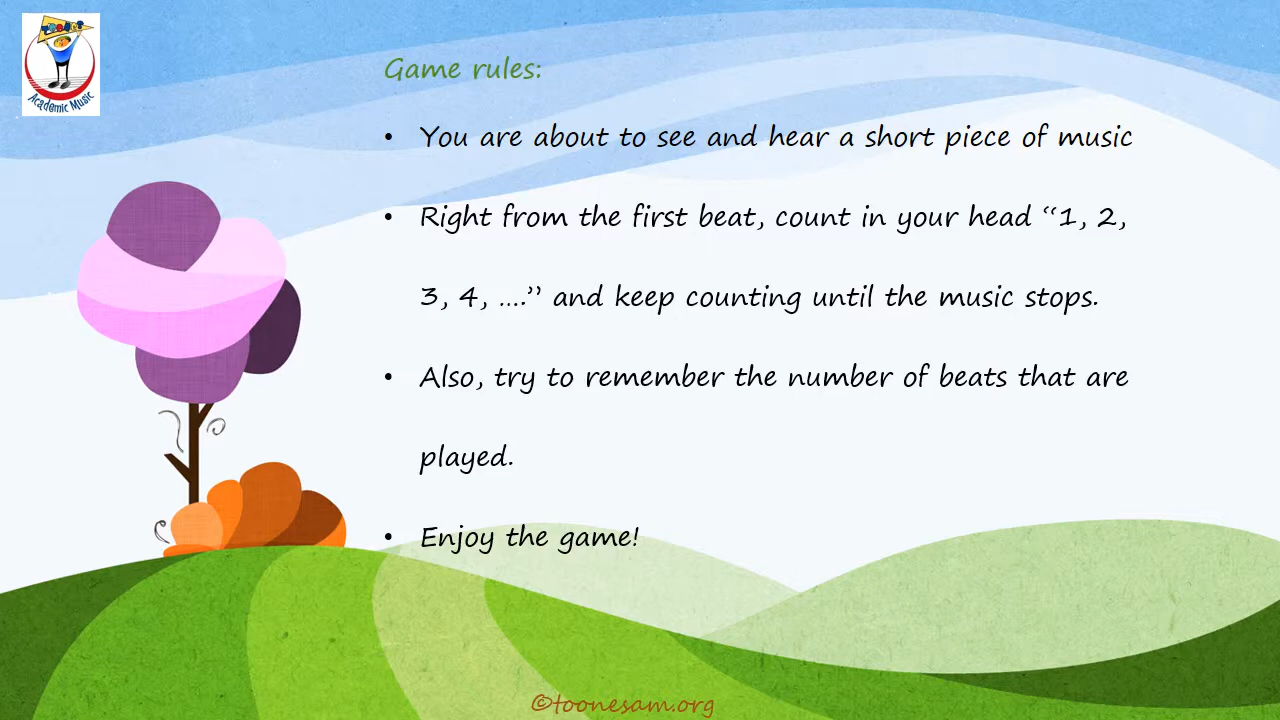 Academic Music
Game rules:
• You are about to see and hear a short piece of music
• Right from the first beat, count in your head “1, 2,
3, 4, ….” and keep counting until the music stops.
• Also, try to remember the number of beats that are
played.
• Enjoy the game!
©toonesam.org